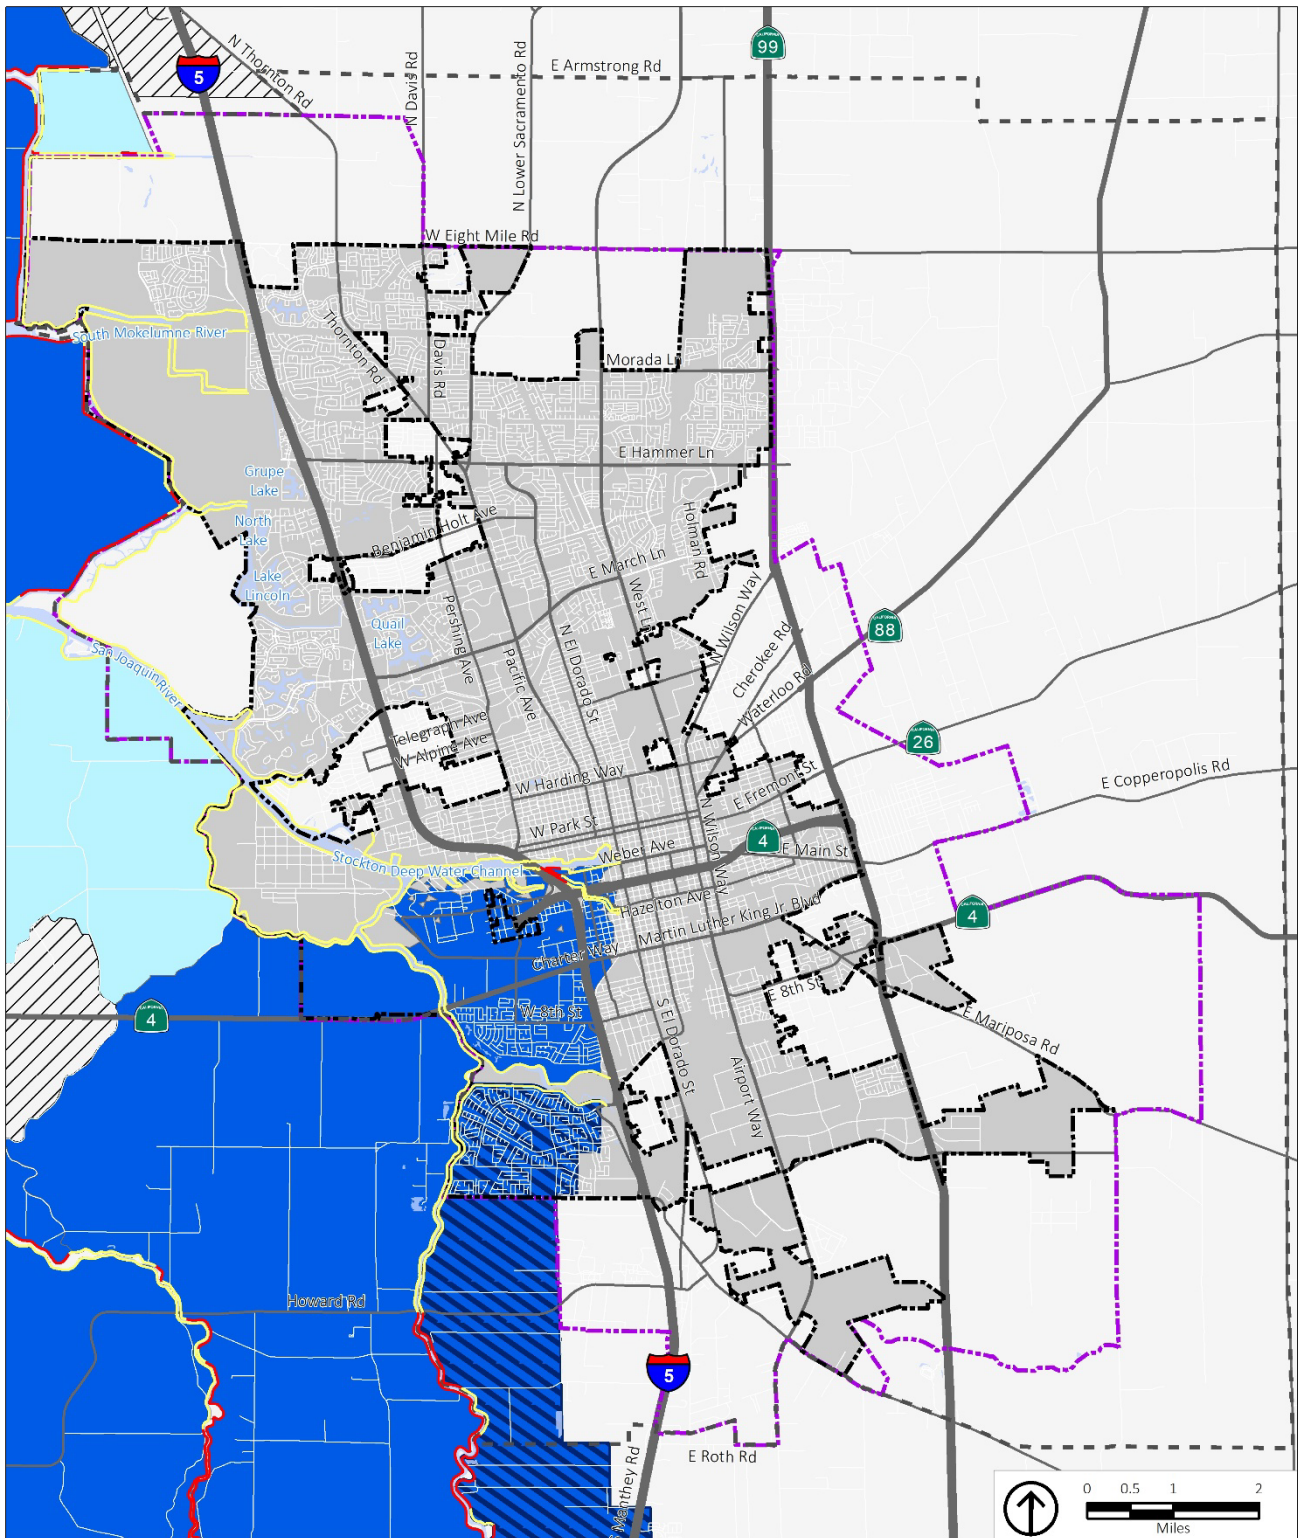 N Thornton Rd
5
N Davis Rd
N Lower Sacramento Rd
E Armstrong Rd
CALIFORNIA
99
W Eight Mile Rd
South Mokelumne River
Thornton Rd
Davis Rd
Morada Ln
E Hammer Ln
Grupe
Lake
North
Lake
Benjamin Holt Ave
Holman Rd
Lake
Lincoln
E March Ln
West Ln
N Wilson Way
Quail
Lake
Pershing Ave
N El Dorado St
Cherokee Rd
CALIFORNIA
88
San Joaquin River
Pacific Ave
Waterloo Rd
Telegraph Ave
W Alpine Ave
CALIFORNIA
26
W Harding Way
E Fremont St
E Copperopolis Rd
W Park St
N Wilson Way
CALIFORNIA
4
Weber Ave
E Main St
Stockton Deep Water Channel
Hazelton Ave
Martin Luther King Jr. Blvd
CALIFORNIA
4
Charter Way
E 8th St
CALIFORNIA
4
W 8th St
S El Dorado St
E Mariposa Rd
Airport Way
Howard Rd
5
E Roth Rd
S Manthey Rd
0 0.5 1 2
Miles